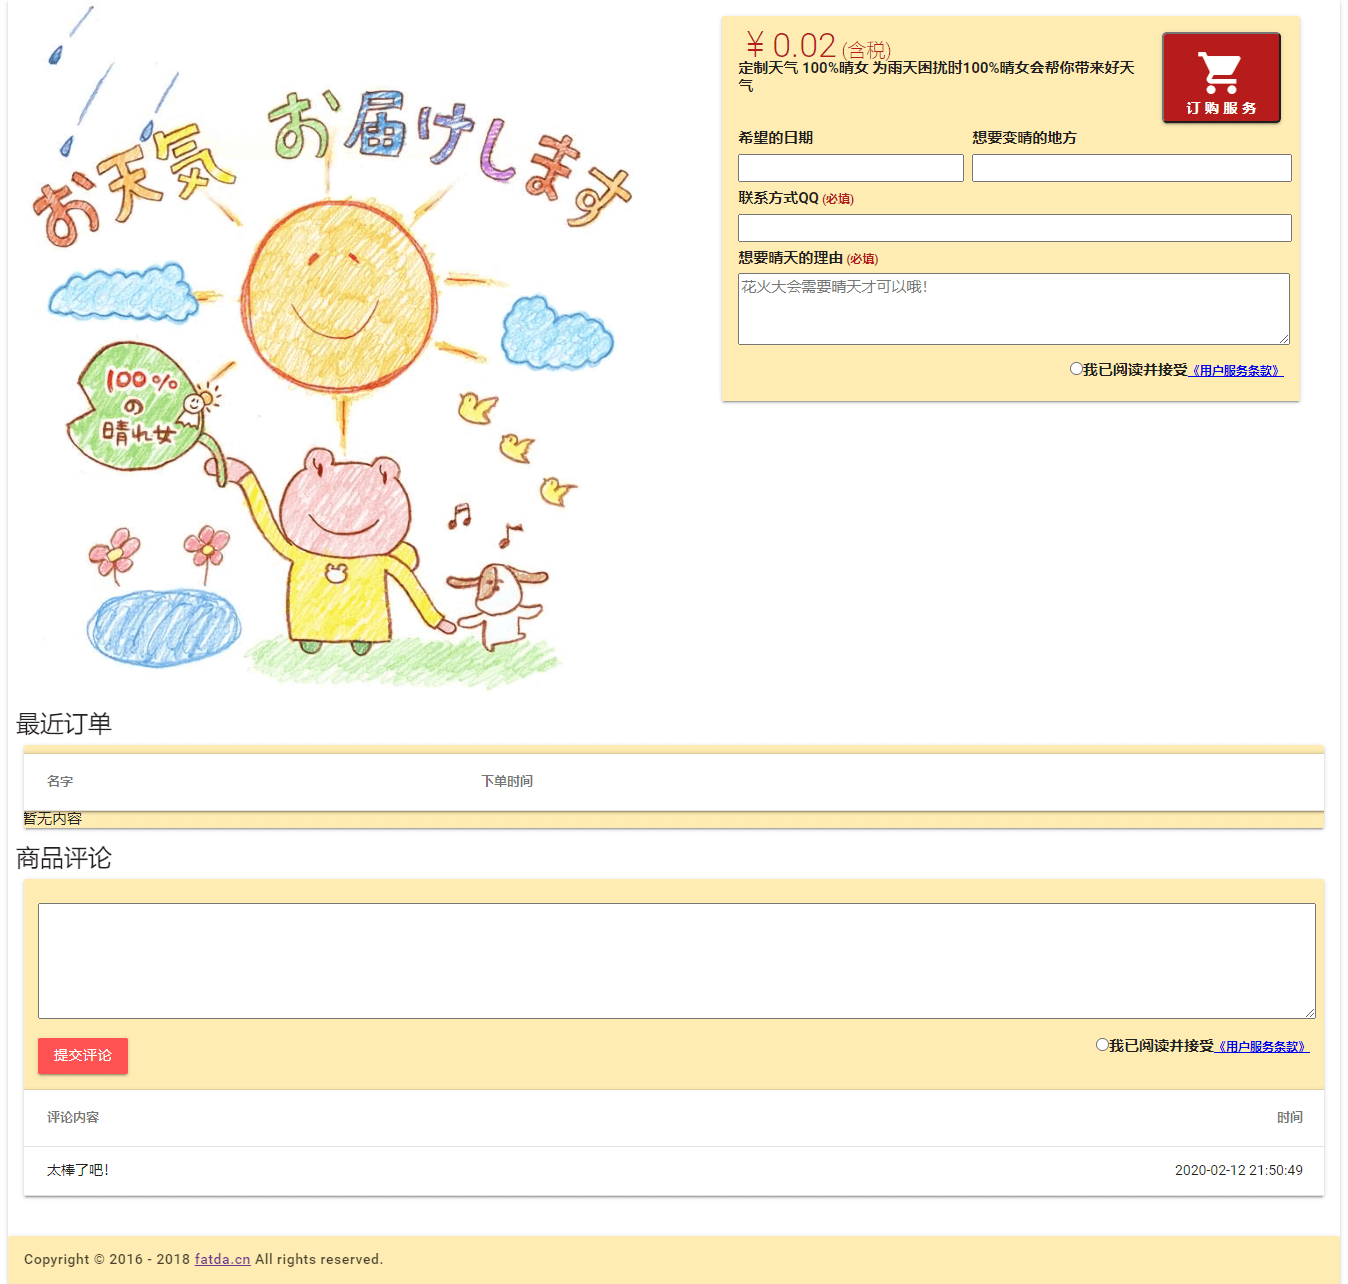 お天気
お届けします
100%
の
晴れ女
￥0.02 (含税)
定制天气 100%晴女 为雨天困扰时100%晴女会帮你带来好天
气
订购服务
希望的日期
想要变晴的地方
联系方式QQ (必填)
想要晴天的理由 (必填)
花火大会需要晴天才可以哦！
我已阅读并接受《用户服务条款》
最近订单
名字
下单时间
暂无内容
商品评论
提交评论
我已阅读并接受《用户服务条款》
评论内容
时间
太棒了吧！
2020-02-12 21:50:49
Copyright © 2016 - 2018 fatda.cn All rights reserved.